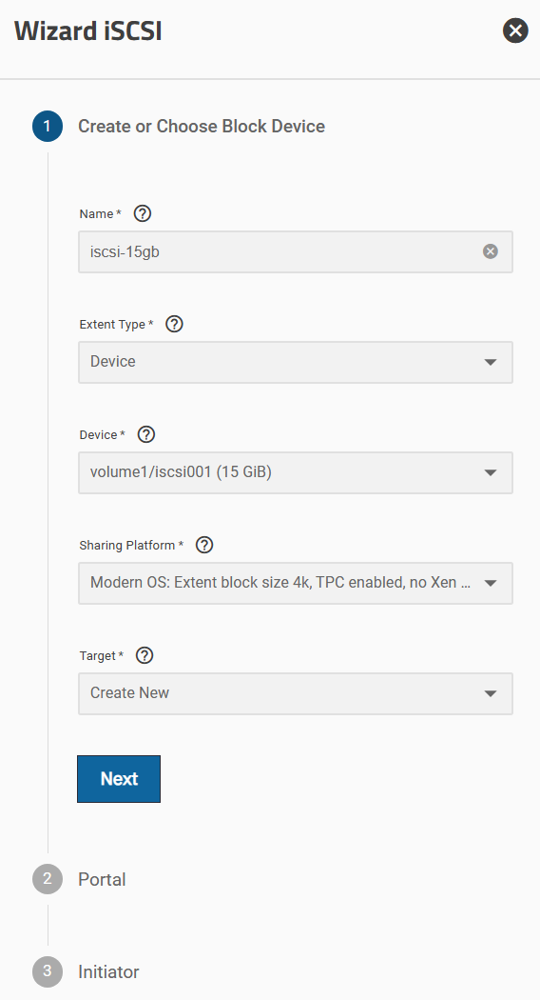 Wizard iSCSI
1 Create or Choose Block Device
Name *
iscsi-15gb
Extent Type *
Device
Device *
volume1/iscsi001 (15 GiB)
Sharing Platform *
Modern OS: Extent block size 4k, TPC enabled, no Xen ...
Target *
Create New
Next
2 Portal
3 Initiator